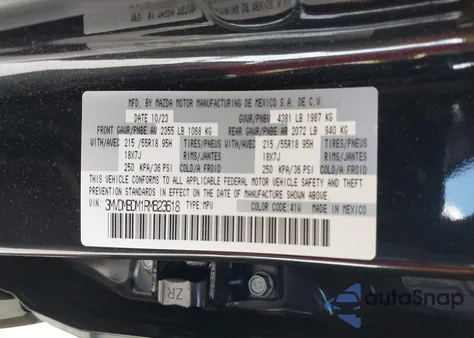 MFD. BY MAZDA MOTOR MANUFACTURING DE MEXICO S.A. DE C.V.
DATE 10/23 GVWR/PNBV 4381 LB 1987 KG
FRONT GAWR/PNBE AV 2355 LB 1068 KG REAR GAWR/PNBE AR 2072 LB 940 KG
WITH/AVEC 215 /55R18 95H TIRES/PNEUS WITH/AVEC 215 /55R18 95H TIRES/PNEUS
18X7J RIMS/JANTES 18X7J RIMS/JANTES
250 KPA/36 PSI COLD/A FROID 250 KPA/36 PSI COLD/A FROID
THIS VEHICLE CONFORMS TO ALL APPLICABLE FEDERAL MOTOR VEHICLE SAFETY, BUMPER, AND THEFT
PREVENTION STANDARDS IN EFFECT ON THE DATE OF MANUFACTURE SHOWN ABOVE.
VIN: 3MVDMBCM1RM623618 TYPE: MPV COLOR CODE: 41W MADE IN MEXICO
ZR
autoSnap